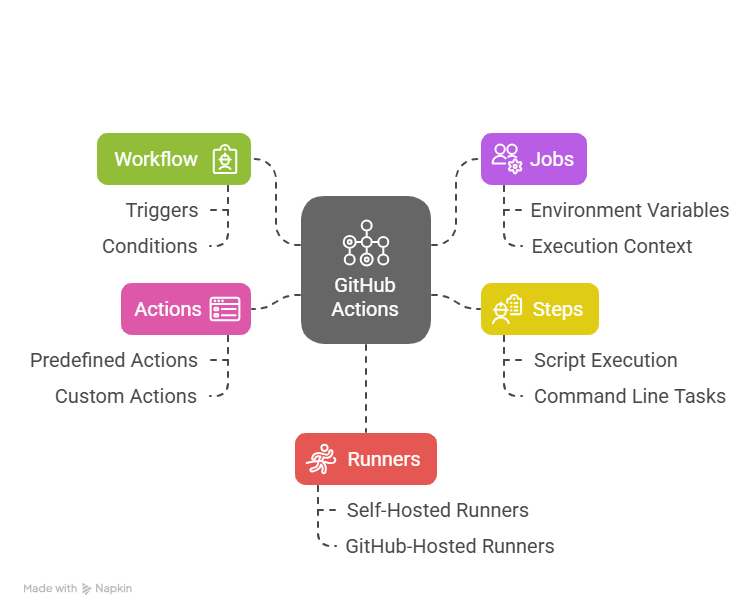 Workflow
Triggers
Conditions
Actions
Predefined Actions
Custom Actions
GitHub
Actions
Jobs
Environment Variables
Execution Context
Steps
Script Execution
Command Line Tasks
Runners
Self-Hosted Runners
GitHub-Hosted Runners
Made with Napkin